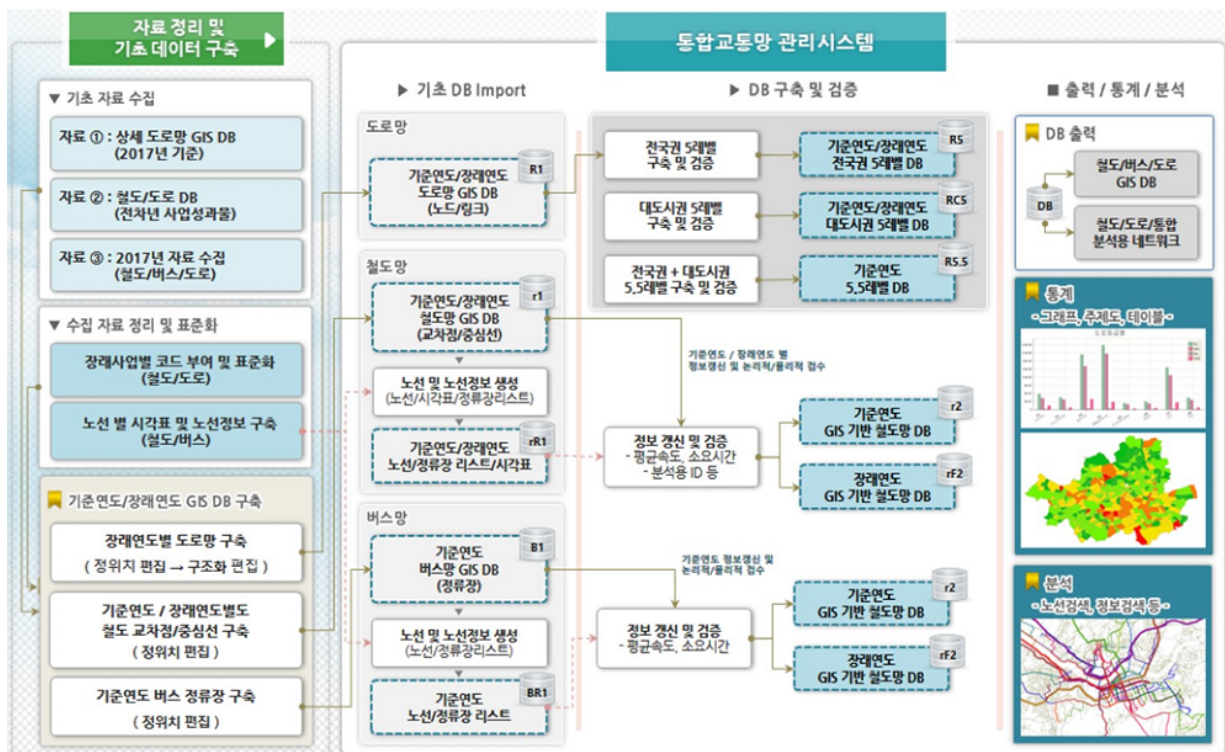 자료 정리 및
기초 데이터 구축
통합교통망 관리시스템
▼ 기초 자료 수집
자료 ① : 상세 도로망 GIS DB
(2017년 기준)
자료 ② : 철도/도로 DB
(전차년 사업성과물)
자료 ③ : 2017년 자료 수집
(철도/버스/도로)
▼ 수집 자료 정리 및 표준화
장래사업별 코드 부여 및 표준화
(철도/도로)
노선 별 시각표 및 노선정보 구축
(철도/버스)
기준연도/장래연도 GIS DB 구축
장래연도별 도로망 구축
( 정위치 편집 → 구조화 편집 )
기준연도 / 장래연도별도
철도 교차점/중심선 구축
( 정위치 편집 )
기준연도 버스 정류장 구축
( 정위치 편집 )
▶ 기초 DB Import
도로망
R1
기준연도/장래연도
도로망 GIS DB
(노드/링크)
철도망
r1
기준연도/장래연도
철도망 GIS DB
(교차점/중심선)
노선 및 노선정보 생성
(노선/시각표/정류장리스트)
rR1
기준연도/장래연도
노선/정류장 리스트/시각표
버스망
B1
기준연도
버스망 GIS DB
(정류장)
노선 및 노선정보 생성
(노선/정류장리스트)
BR1
기준연도
노선/정류장 리스트
▶ DB 구축 및 검증
전국권 5레벨
구축 및 검증
R5
기준연도/장래연도
전국권 5레벨 DB
대도시권 5레벨
구축 및 검증
RC5
기준연도/장래연도
대도시권 5레벨 DB
전국권 + 대도시권
5.5레벨 구축 및 검증
R5.5
기준연도
5.5레벨 DB
기준연도 / 장래연도 별
정보갱신 및 논리적/물리적 검수
정보 갱신 및 검증
- 평균속도, 소요시간
- 분석용 ID 등
r2
기준연도
GIS 기반 철도망 DB
rF2
장래연도
GIS 기반 철도망 DB
기준연도 정보갱신 및
논리적/물리적 검수
정보 갱신 및 검증
- 평균속도, 소요시간
r2
기준연도
GIS 기반 철도망 DB
rF2
장래연도
GIS 기반 철도망 DB
■ 출력 / 통계 / 분석
DB 출력
DB
철도/버스/도로
GIS DB
철도/도로/통합
분석용 네트워크
통계
- 그래프, 주제도, 테이블 -
분석
- 노선검색, 정보검색 등 -